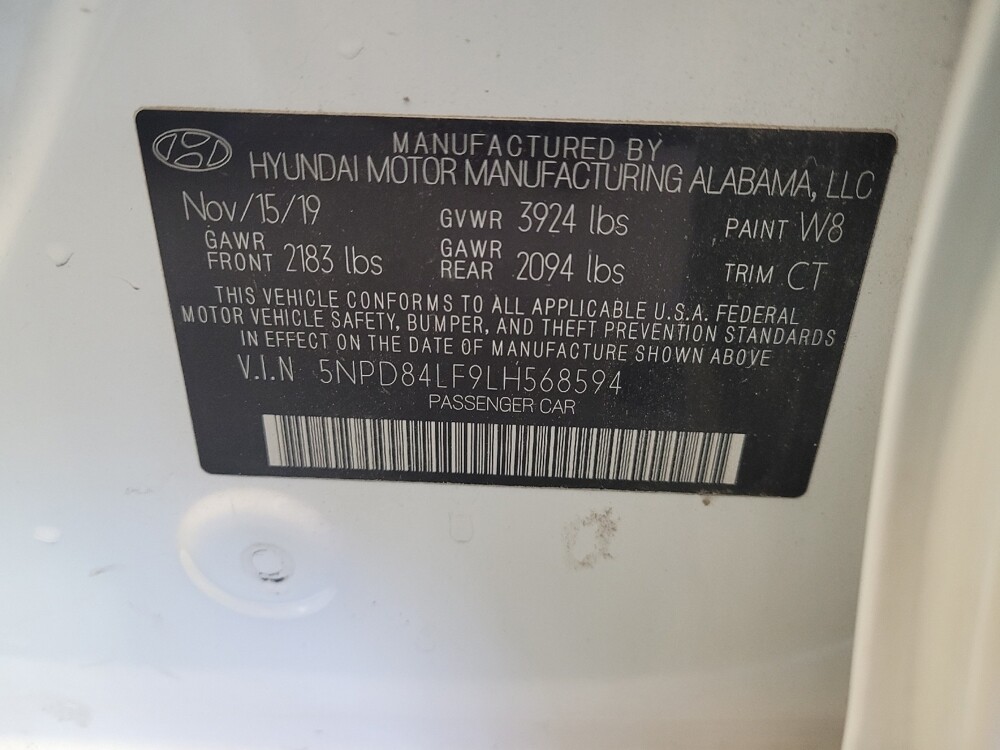 MANUFACTURED BY
HYUNDAI MOTOR MANUFACTURING ALABAMA, LLC
Nov/15/19 GVWR 3924 lbs PAINT W8
GAWR FRONT 2183 lbs GAWR REAR 2094 lbs TRIM CT
THIS VEHICLE CONFORMS TO ALL APPLICABLE U.S.A. FEDERAL
MOTOR VEHICLE SAFETY, BUMPER, AND THEFT PREVENTION STANDARDS
IN EFFECT ON THE DATE OF MANUFACTURE SHOWN ABOVE
V.I.N 5NPD84LF9LH568594
PASSENGER CAR